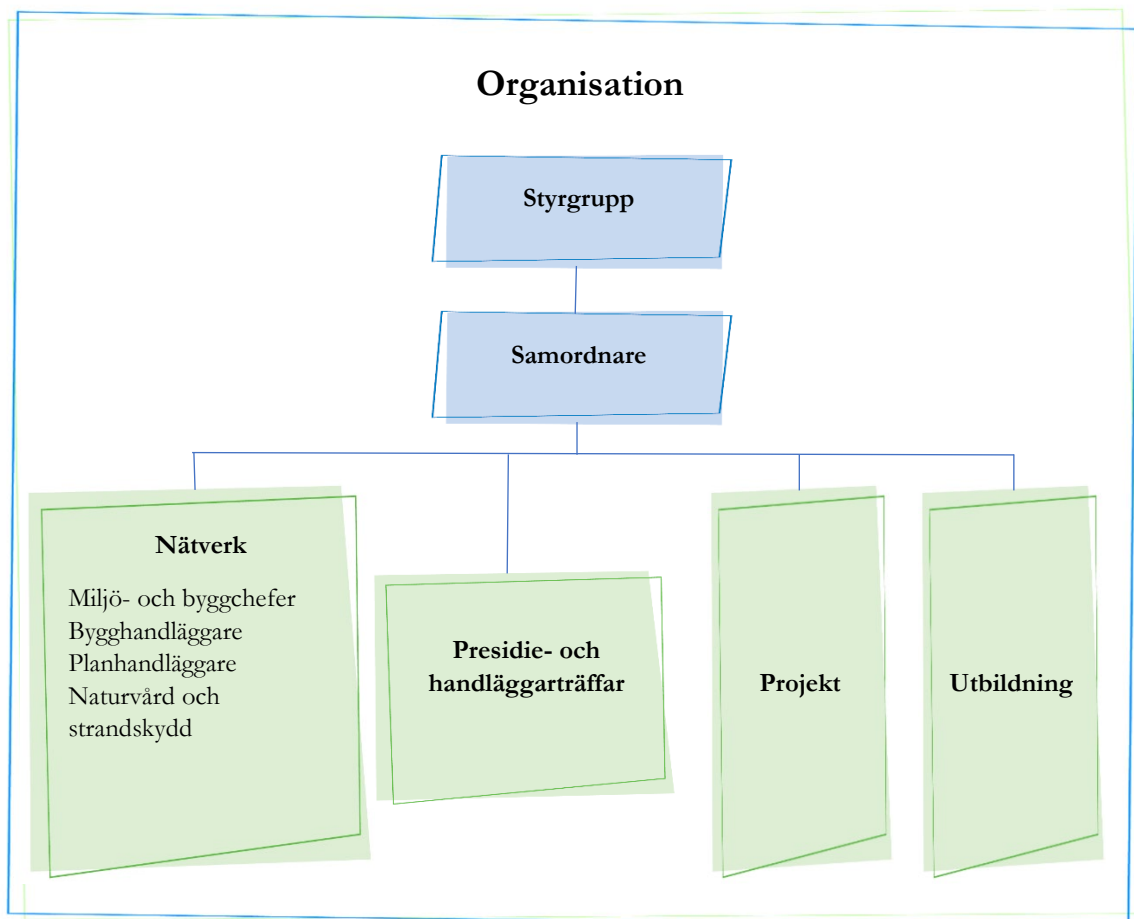 Organisation
Styrgrupp
Samordnare
Nätverk
Miljö- och byggchefer
Bygghandläggare
Planhandläggare
Naturvård och
strandskydd
Presidie- och
handläggarträffar
Projekt
Utbildning